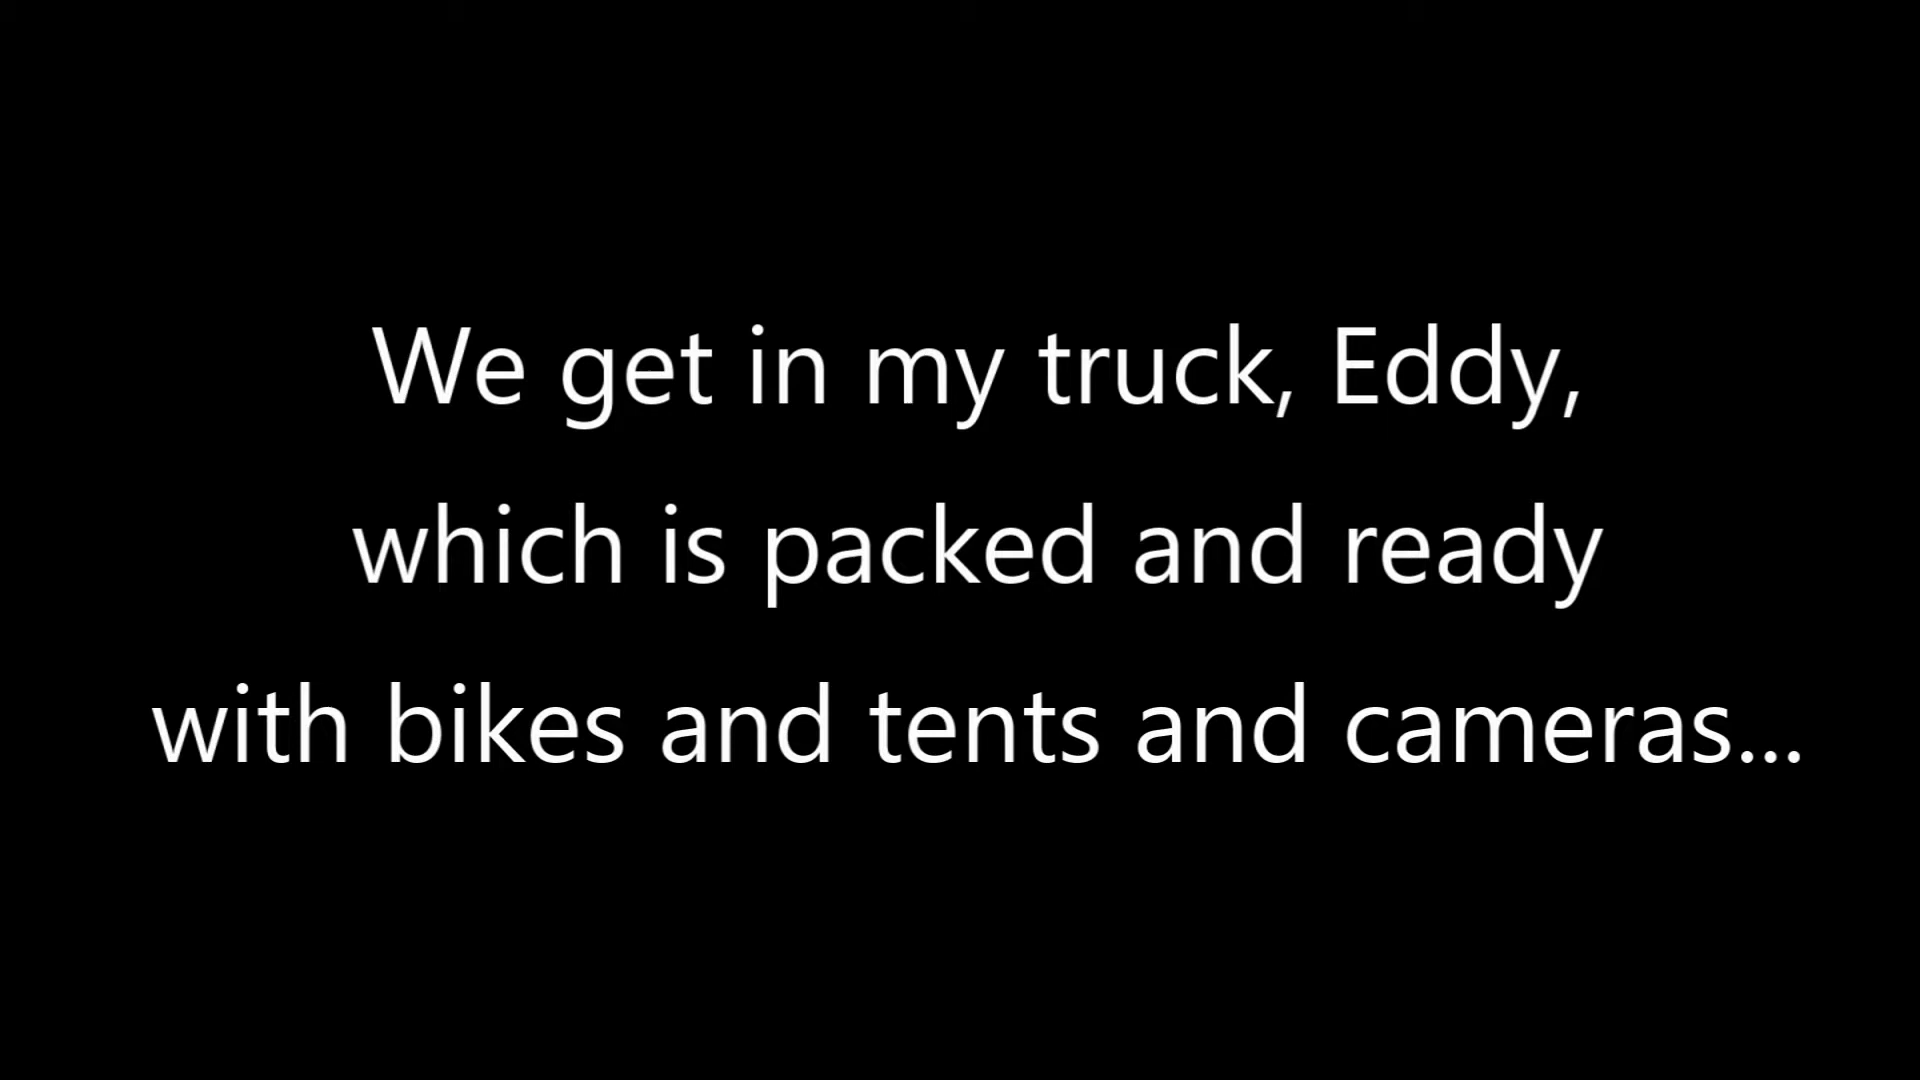 We get in my truck, Eddy,
which is packed and ready
with bikes and tents and cameras...